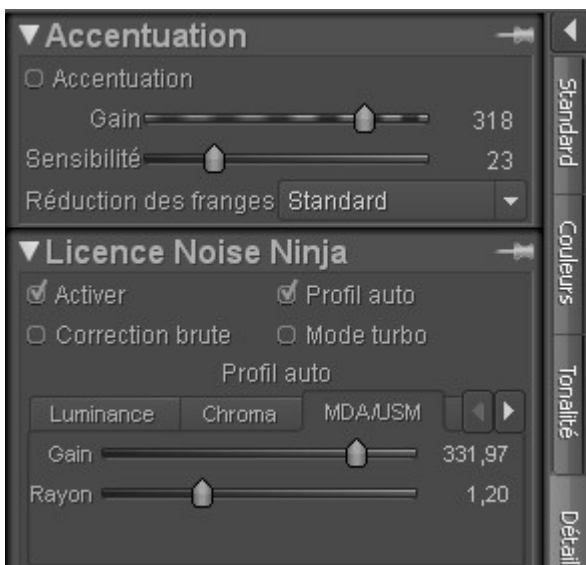 Accentuation
Accentuation
Gain 318
Sensibilité 23
Réduction des franges Standard
Licence Noise Ninja
Activer Profil auto
Correction brute Mode turbo
Profil auto
Luminance Chroma MDA/USM
Gain 331,97
Rayon 1,20
Standard
Couleurs
Tonalité
Détail